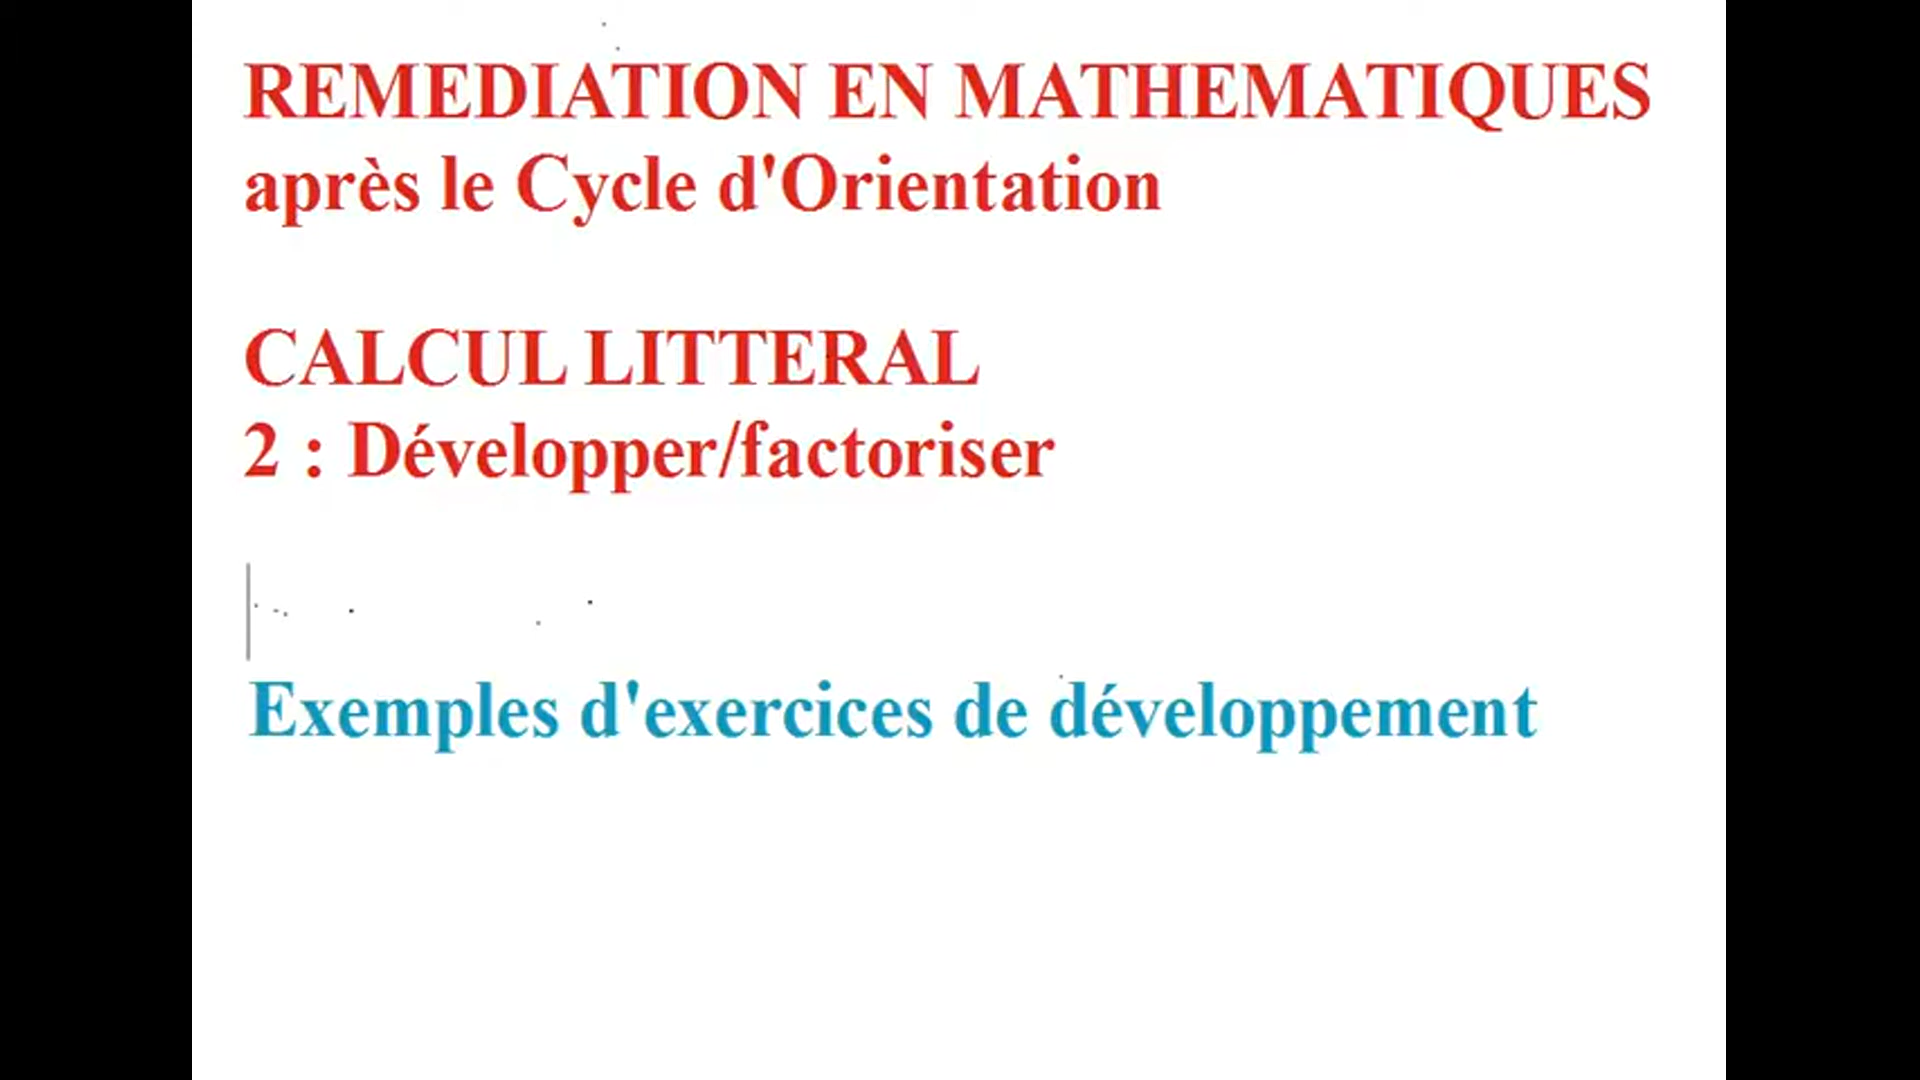 REMEDIATION EN MATHEMATIQUES
après le Cycle d'Orientation
CALCUL LITTERAL
2 : Développer/factoriser
Exemples d'exercices de développement